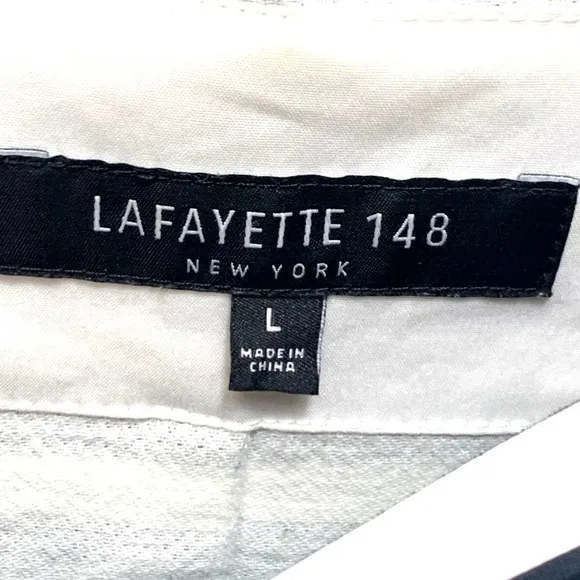 LAFAYETTE 148
NEW YORK
L
MADE IN
CHINA